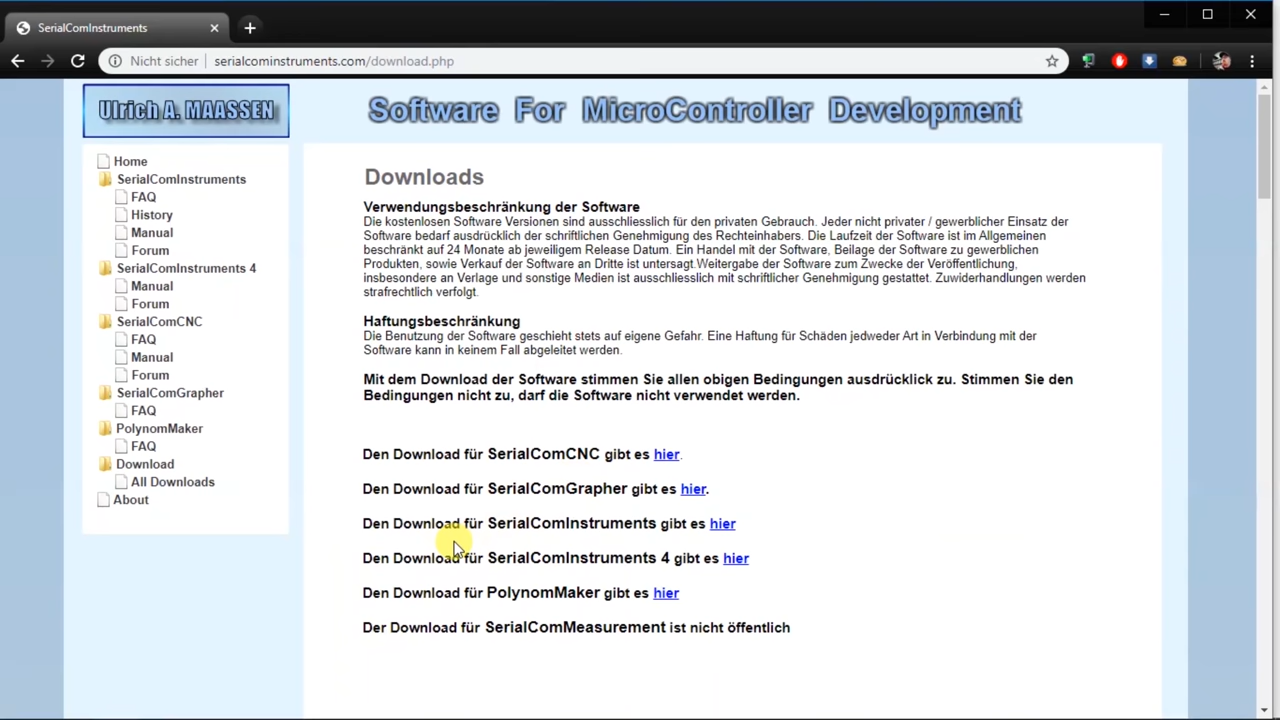 SerialComInstruments
Nicht sicher serialcominstruments.com/download.php
Ulrich A. MAASSEN
Software For MicroController Development
Home
SerialComInstruments
FAQ
History
Manual
Forum
SerialComInstruments 4
Manual
Forum
SerialComCNC
FAQ
Manual
Forum
SerialComGrapher
FAQ
PolynomMaker
FAQ
Download
All Downloads
About
Downloads
Verwendungsbeschränkung der Software
Die kostenlosen Software Versionen sind ausschliesslich für den privaten Gebrauch. Jeder nicht privater / gewerblicher Einsatz der
Software bedarf ausdrücklich der schriftlichen Genehmigung des Rechteinhabers. Die Laufzeit der Software ist im Allgemeinen
beschränkt auf 24 Monate ab jeweiligem Release Datum. Ein Handel mit der Software, Beilage der Software zu gewerblichen
Produkten, sowie Verkauf der Software an Dritte ist untersagt.Weitergabe der Software zum Zwecke der Veröffentlichung,
insbesondere an Verlage und sonstige Medien ist ausschliesslich mit schriftlicher Genehmigung gestattet. Zuwiderhandlungen werden
strafrechtlich verfolgt.
Haftungsbeschränkung
Die Benutzung der Software geschieht stets auf eigene Gefahr. Eine Haftung für Schäden jedweder Art in Verbindung mit der
Software kann in keinem Fall abgeleitet werden.
Mit dem Download der Software stimmen Sie allen obigen Bedingungen ausdrücklick zu. Stimmen Sie den
Bedingungen nicht zu, darf die Software nicht verwendet werden.
Den Download für SerialComCNC gibt es hier.
Den Download für SerialComGrapher gibt es hier.
Den Download für SerialComInstruments gibt es hier
Den Download für SerialComInstruments 4 gibt es hier
Den Download für PolynomMaker gibt es hier
Der Download für SerialComMeasurement ist nicht öffentlich